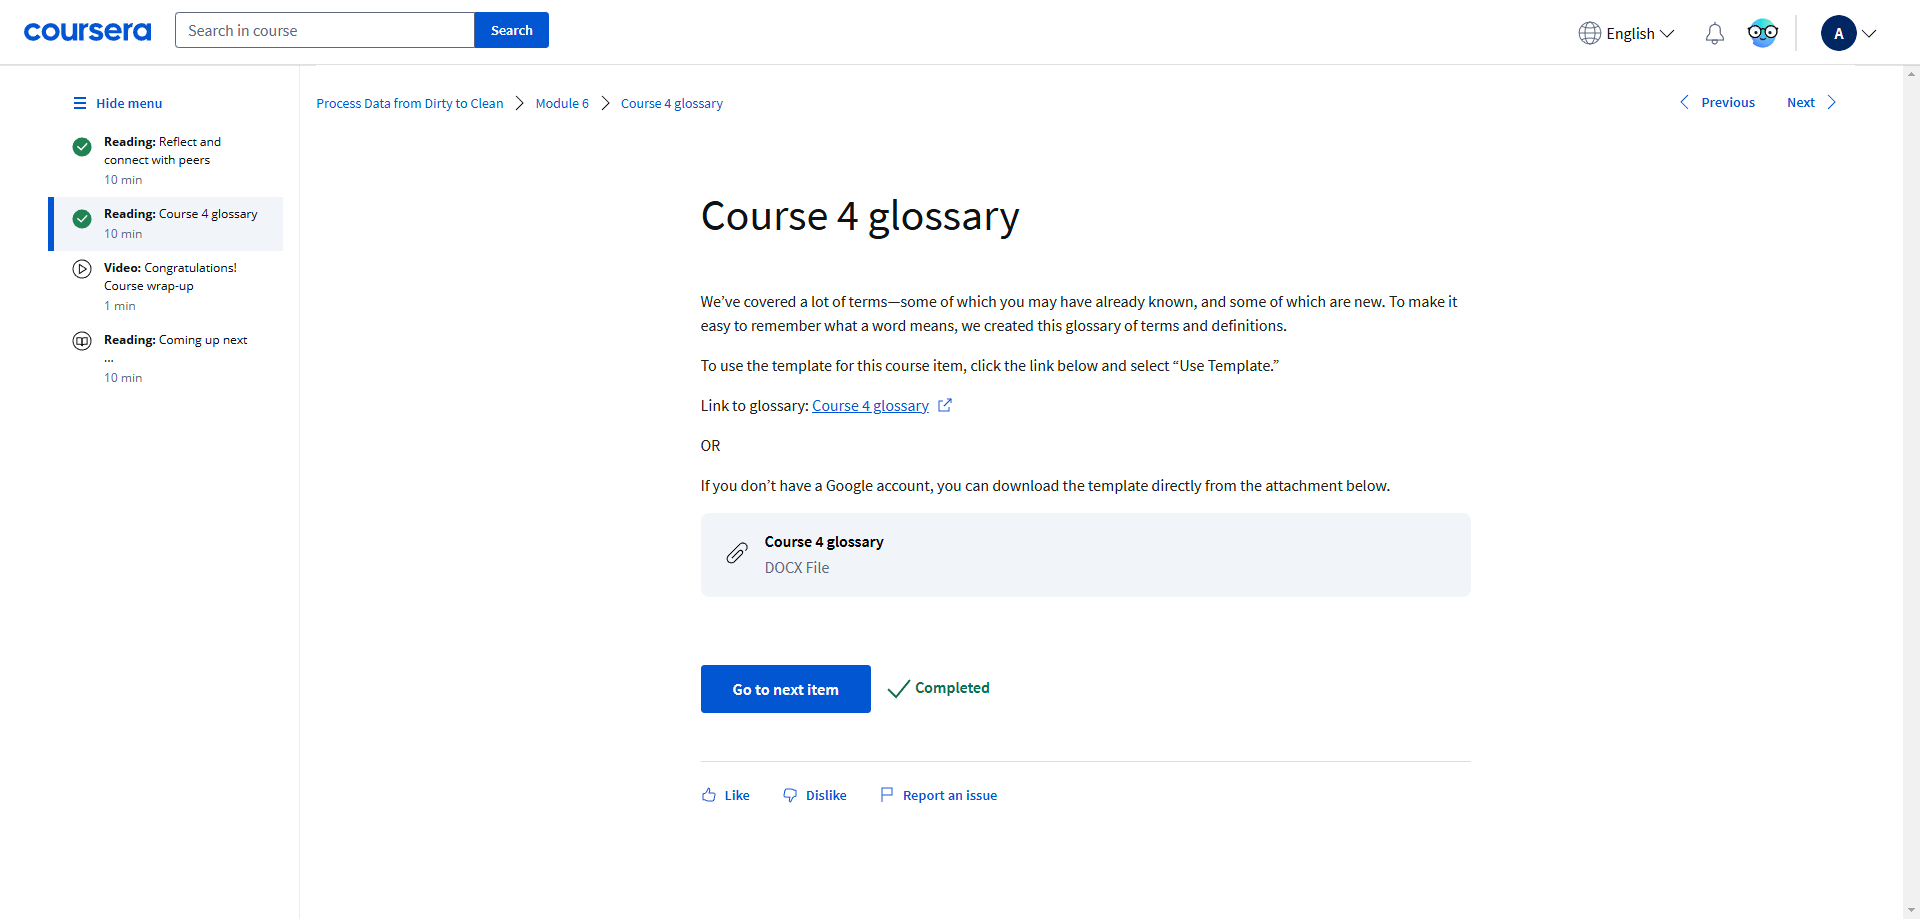 coursera
Search in course
Search
English
A
Hide menu
Process Data from Dirty to Clean
Module 6
Course 4 glossary
Previous
Next
Reading: Reflect and
connect with peers
10 min
Reading: Course 4 glossary
10 min
Video: Congratulations!
Course wrap-up
1 min
Reading: Coming up next
...
10 min
Course 4 glossary
We’ve covered a lot of terms—some of which you may have already known, and some of which are new. To make it
easy to remember what a word means, we created this glossary of terms and definitions.
To use the template for this course item, click the link below and select “Use Template.”
Link to glossary: Course 4 glossary
OR
If you don’t have a Google account, you can download the template directly from the attachment below.
Course 4 glossary
DOCX File
Go to next item
Completed
Like
Dislike
Report an issue